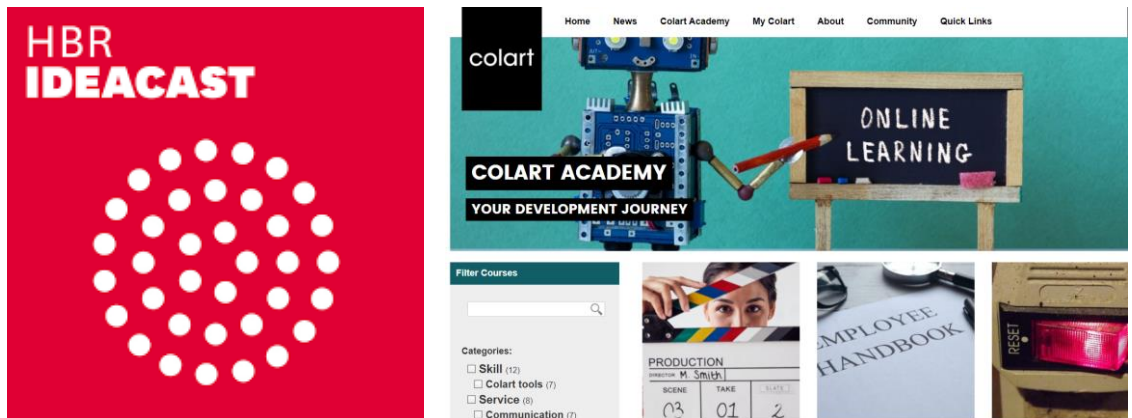 HBR
IDEACAST
Home News Colart Academy My Colart About Community Quick Links
colart
ONLINE
LEARNING
COLART ACADEMY
YOUR DEVELOPMENT JOURNEY
Filter Courses
Categories:
Skill (12)
Colart tools (7)
Service (8)
Communication (7)
PRODUCTION
DIRECTOR M. Smith
SCENE TAKE SLATE
03 01 2
EMPLOYEE
HANDBOOK
RESET